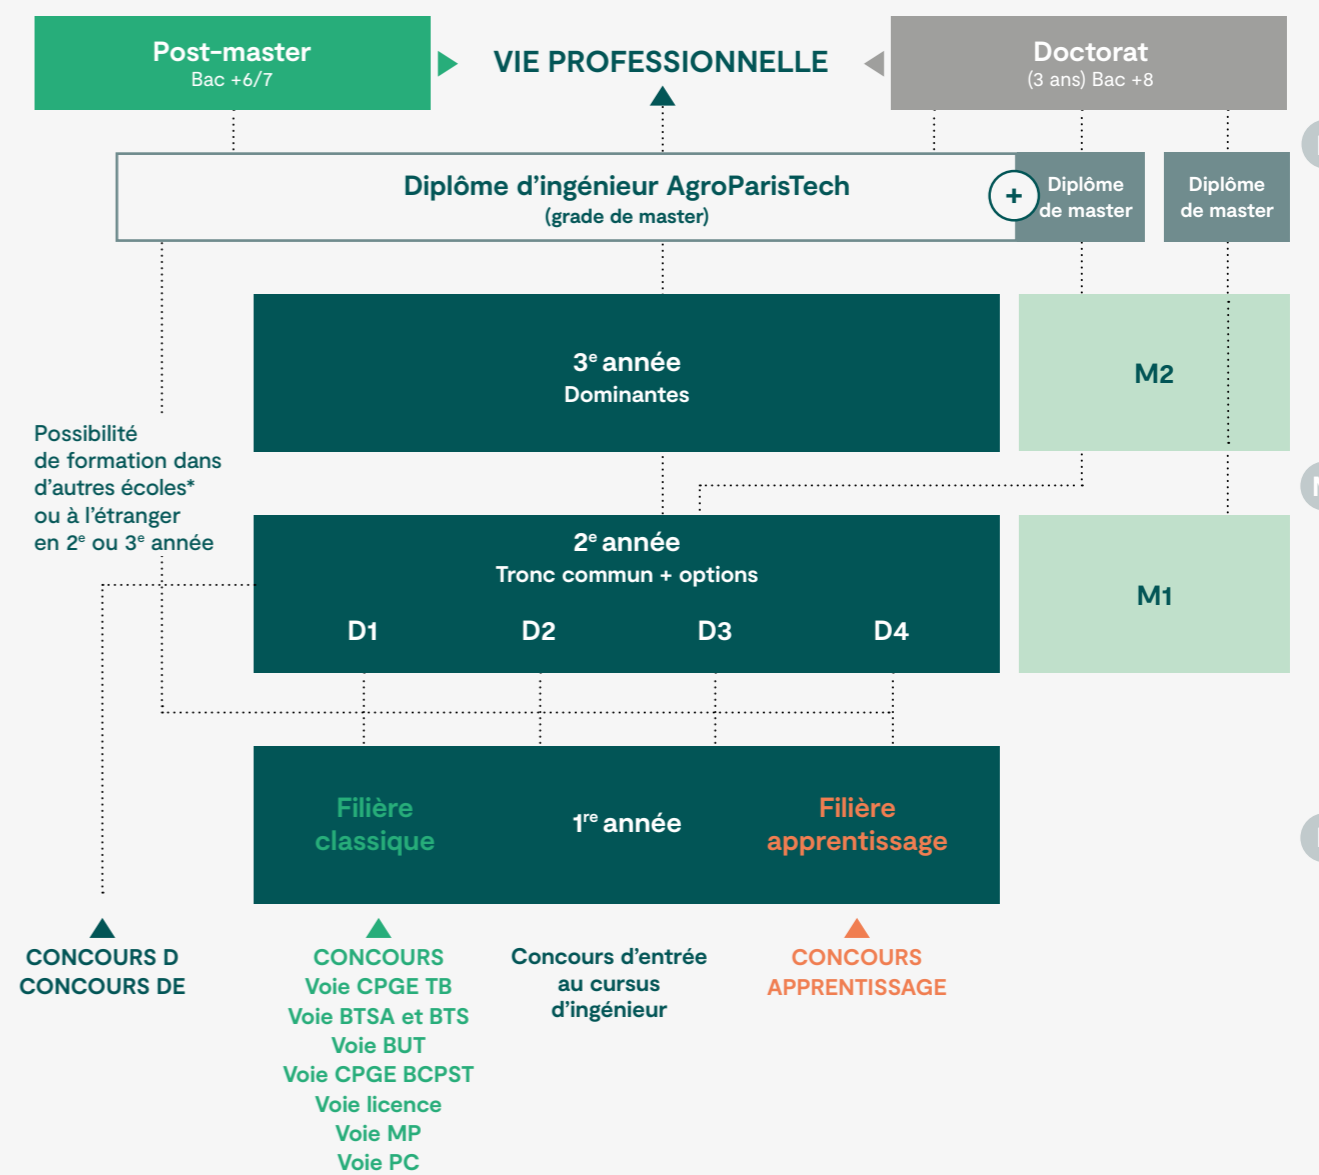 Post-master
Bac +6/7
VIE PROFESSIONNELLE
Doctorat
(3 ans) Bac +8
Diplôme d'ingénieur AgroParisTech
(grade de master)
+
Diplôme
de master
Diplôme
de master
3e année
Dominantes
M2
Possibilité
de formation dans
d'autres écoles*
ou à l'étranger
en 2e ou 3e année
2e année
Tronc commun + options
D1 D2 D3 D4
M1
Filière
classique
1re année
Filière
apprentissage
CONCOURS D
CONCOURS DE
CONCOURS
Voie CPGE TB
Voie BTSA et BTS
Voie BUT
Voie CPGE BCPST
Voie licence
Voie MP
Voie PC
Concours d'entrée
au cursus
d'ingénieur
CONCOURS
APPRENTISSAGE